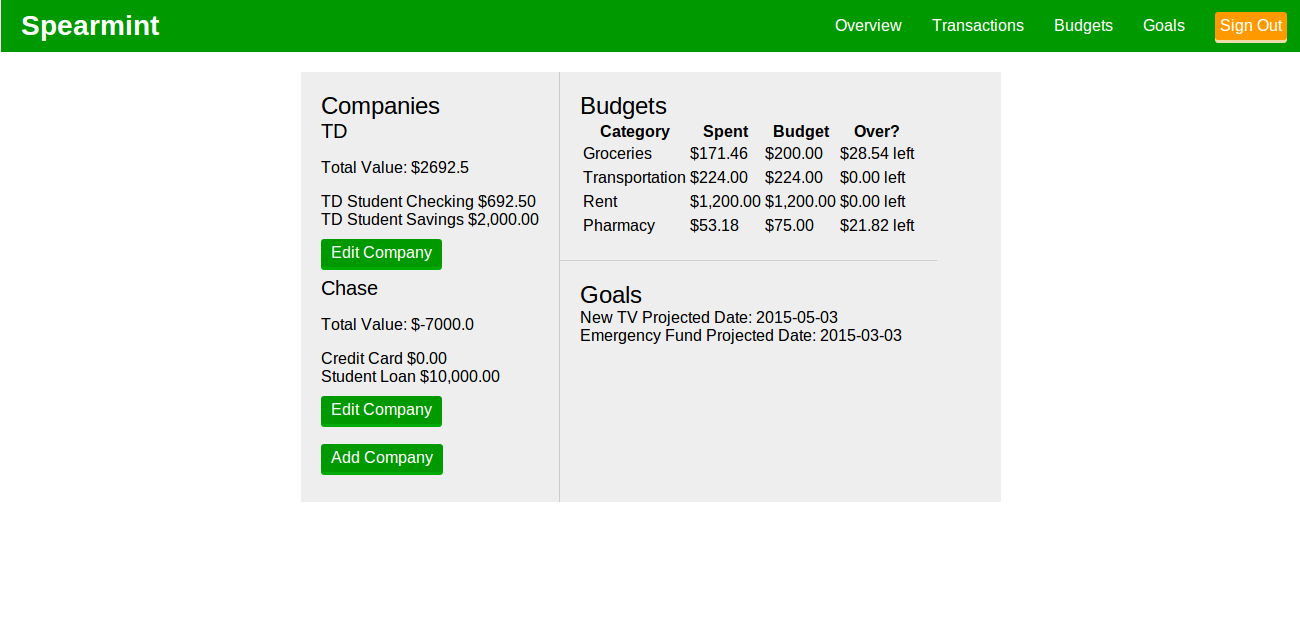 Spearmint
Overview Transactions Budgets Goals Sign Out
Companies
TD
Total Value: $2692.5
TD Student Checking $692.50
TD Student Savings $2,000.00
Edit Company
Chase
Total Value: $-7000.0
Credit Card $0.00
Student Loan $10,000.00
Edit Company
Add Company
Budgets
Category Spent Budget Over?
Groceries $171.46 $200.00 $28.54 left
Transportation $224.00 $224.00 $0.00 left
Rent $1,200.00 $1,200.00 $0.00 left
Pharmacy $53.18 $75.00 $21.82 left
Goals
New TV Projected Date: 2015-05-03
Emergency Fund Projected Date: 2015-03-03